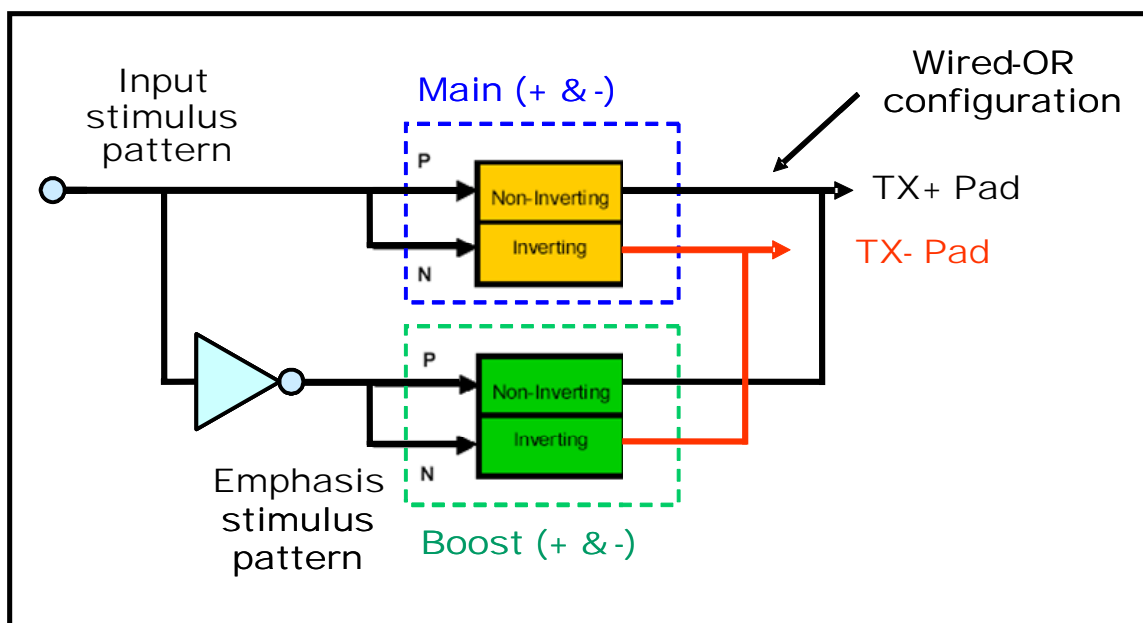 Input
stimulus
pattern
Main (+ &-)
Wired-OR
configuration
P
Non-Inverting
Inverting
N
TX+ Pad
TX- Pad
P
Non-Inverting
Inverting
N
Emphasis
stimulus
pattern
Boost (+ &-)